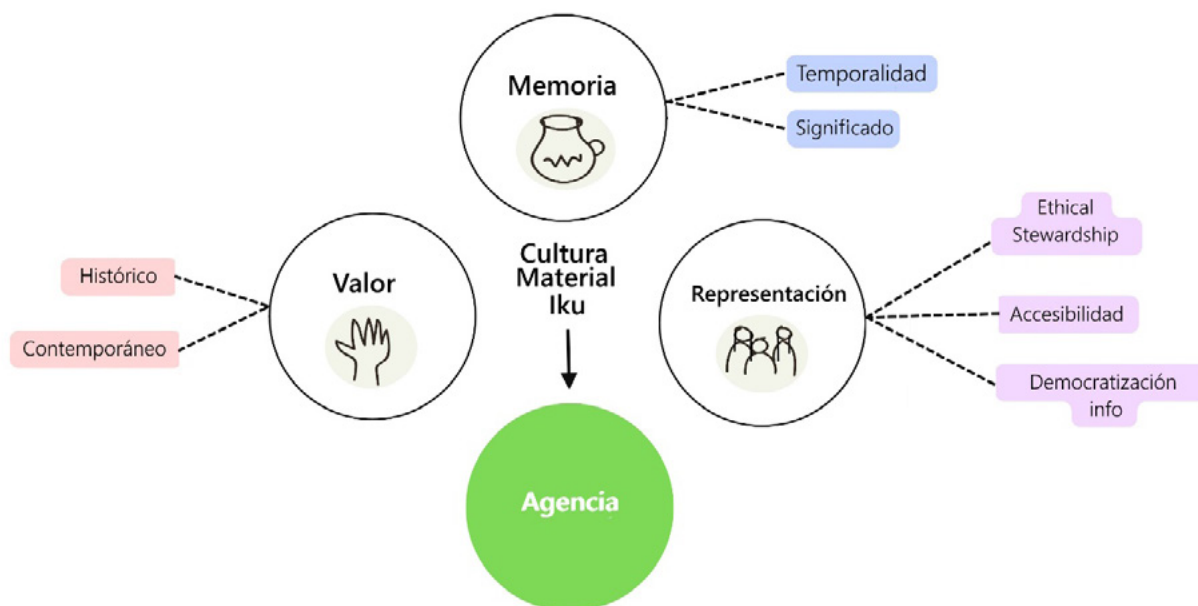 Memoria
Temporalidad
Significado
Cultura
Material
Iku
Valor
Histórico
Contemporáneo
Representación
Ethical
Stewardship
Accesibilidad
Democratización
info
Agencia